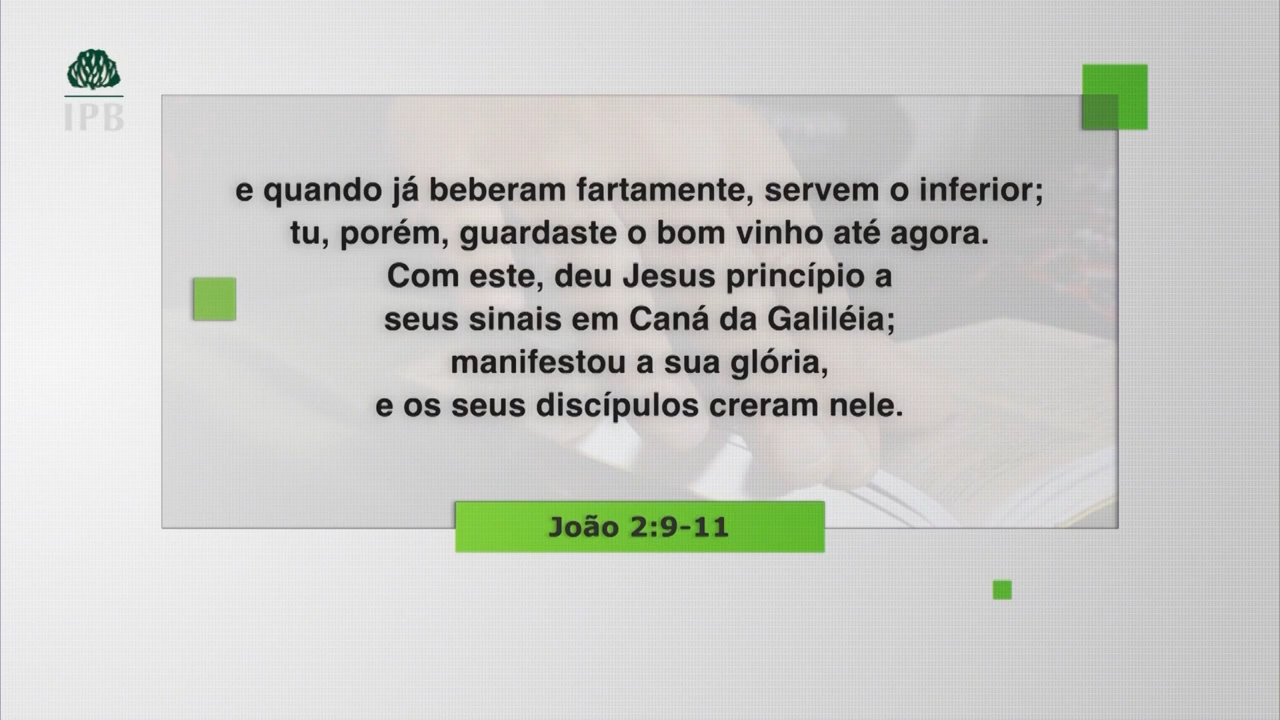 IPB
e quando já beberam fartamente, servem o inferior;
tu, porém, guardaste o bom vinho até agora.
Com este, deu Jesus princípio a
seus sinais em Caná da Galiléia;
manifestou a sua glória,
e os seus discípulos creram nele.
João 2:9-11